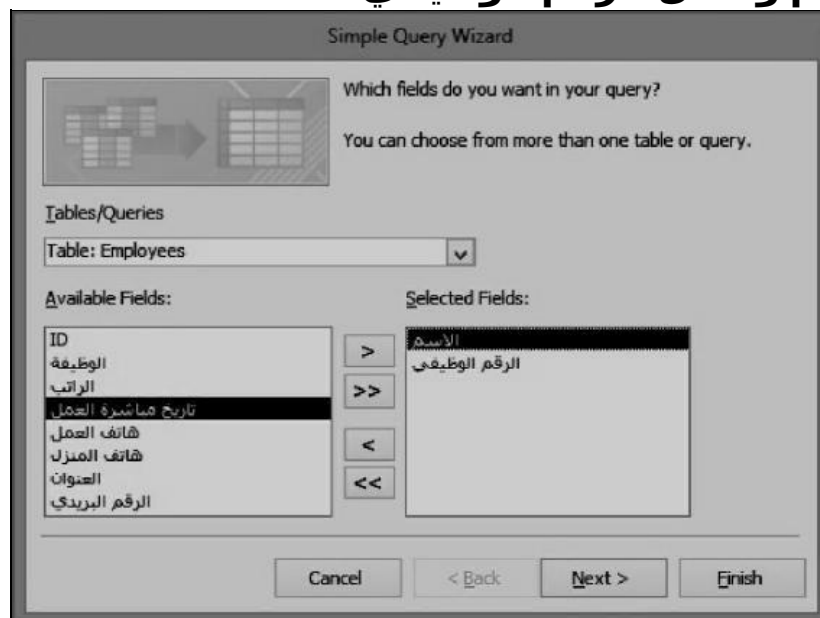 Simple Query Wizard
Which fields do you want in your query?
You can choose from more than one table or query.
Tables/Queries
Table: Employees
Available Fields:
Selected Fields:
ID
الوظيفة
الراتب
تاريخ مباشرة العمل
هاتف العمل
هاتف المنزل
العنوان
الرقم البريدي
>
>>
<
<<
الاسم
الرقم الوظيفي
Cancel
< Back
Next >
Finish